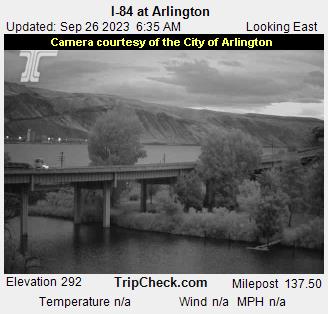 I-84 at Arlington
Updated: Sep 26 2023 6:35 AM Looking East
Camera courtesy of the City of Arlington
Elevation 292 TripCheck.com Milepost 137.50
Temperature n/a Wind n/a MPH n/a